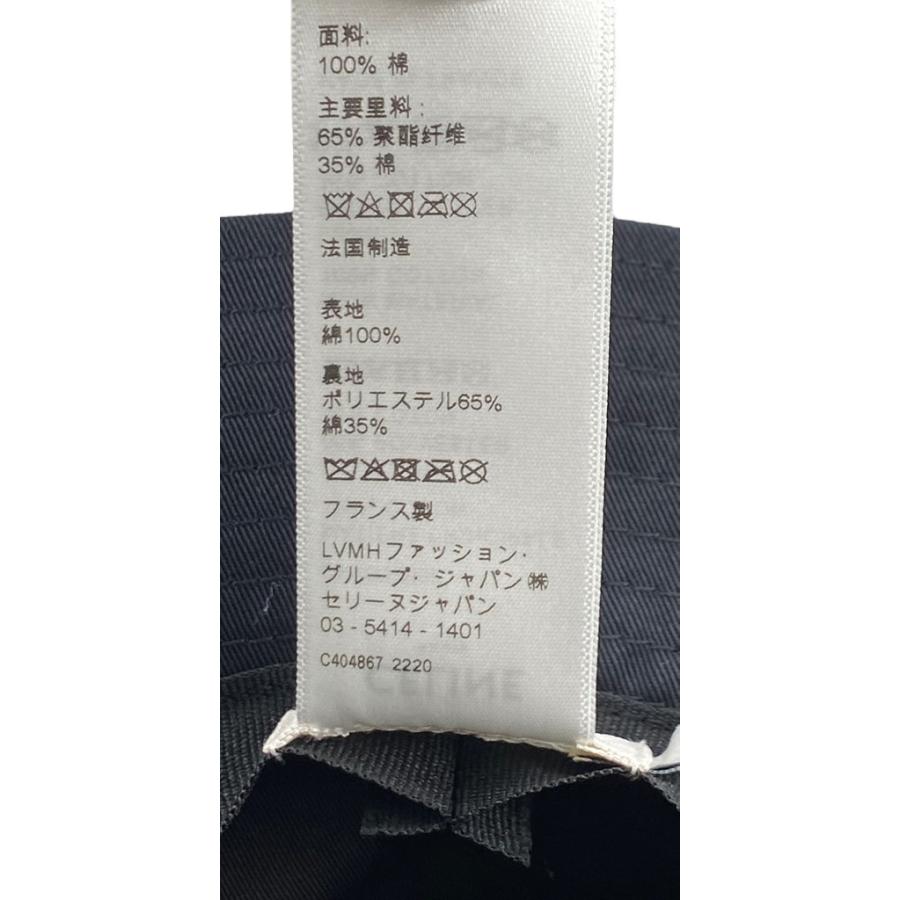 面料:
100% 棉
主要里料:
65% 聚酯纤维
35% 棉
法国制造
表地
綿100%
裏地
ポリエステル65%
綿35%
フランス製
LVMHファッション・
グループ・ジャパン㈱
セリーヌジャパン
03 - 5414 - 1401
C404867 2220
CELINE